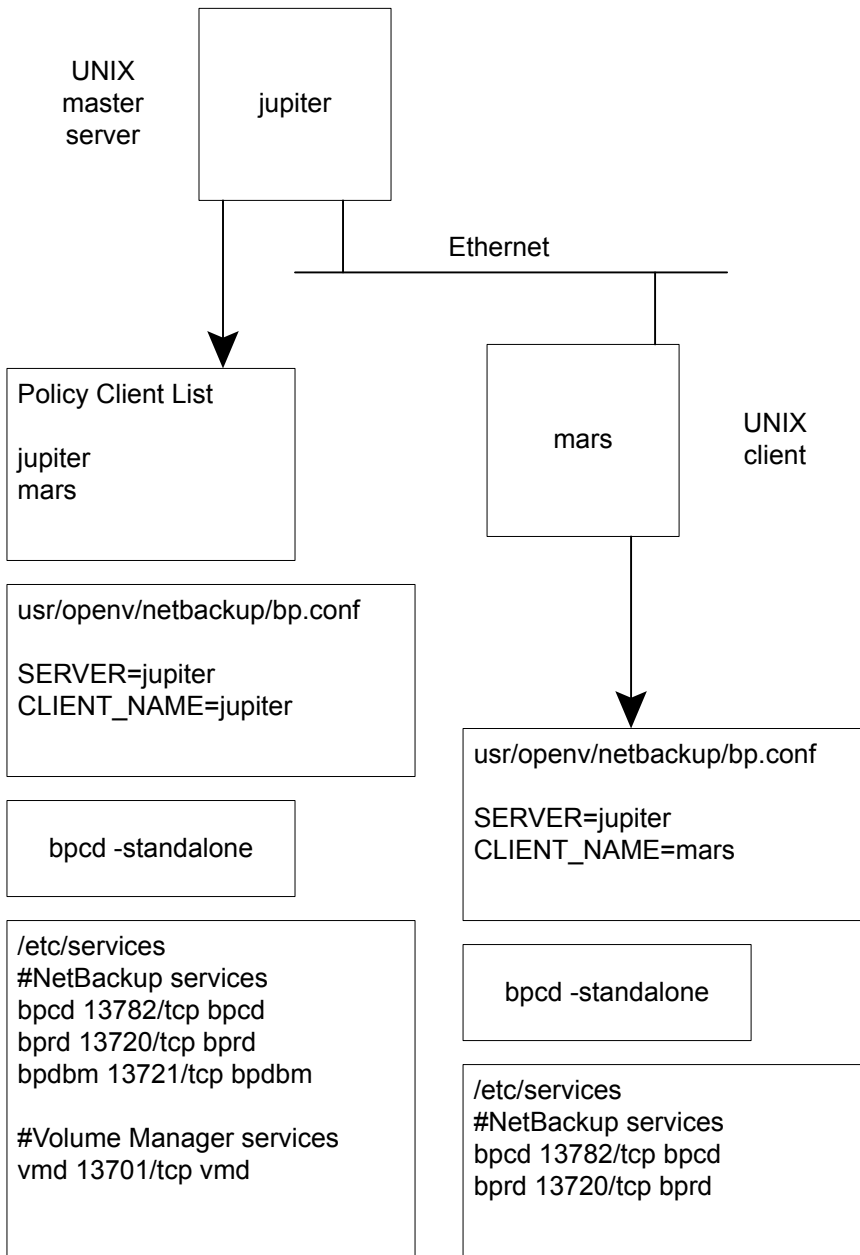 UNIX
master
server
jupiter
Ethernet
Policy Client List
jupiter
mars
mars
UNIX
client
usr/openv/netbackup/bp.conf
SERVER=jupiter
CLIENT_NAME=jupiter
usr/openv/netbackup/bp.conf
SERVER=jupiter
CLIENT_NAME=mars
bpcd -standalone
bpcd -standalone
/etc/services
#NetBackup services
bpcd 13782/tcp bpcd
bprd 13720/tcp bprd
bpdbm 13721/tcp bpdbm
#Volume Manager services
vmd 13701/tcp vmd
/etc/services
#NetBackup services
bpcd 13782/tcp bpcd
bprd 13720/tcp bprd